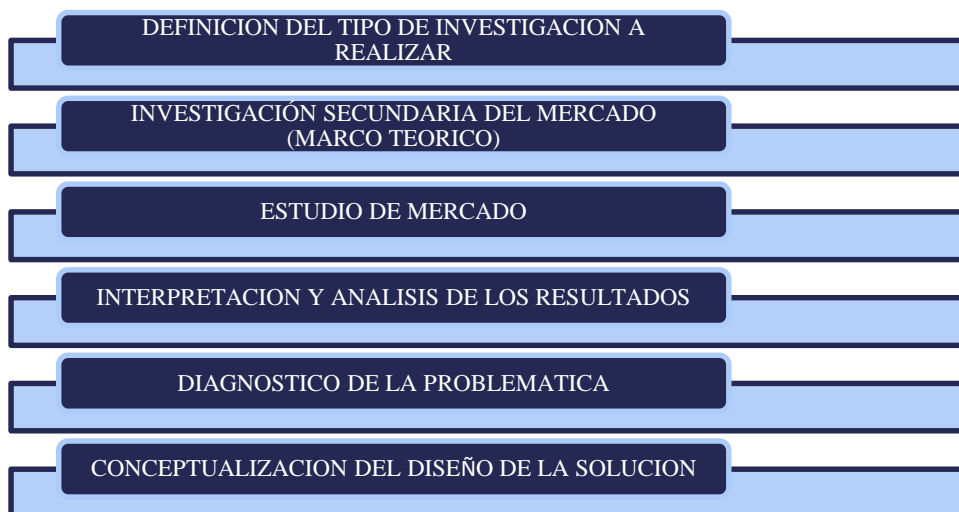 DEFINICION DEL TIPO DE INVESTIGACION A
REALIZAR
INVESTIGACIÓN SECUNDARIA DEL MERCADO
(MARCO TEORICO)
ESTUDIO DE MERCADO
INTERPRETACION Y ANALISIS DE LOS RESULTADOS
DIAGNOSTICO DE LA PROBLEMATICA
CONCEPTUALIZACION DEL DISEÑO DE LA SOLUCION